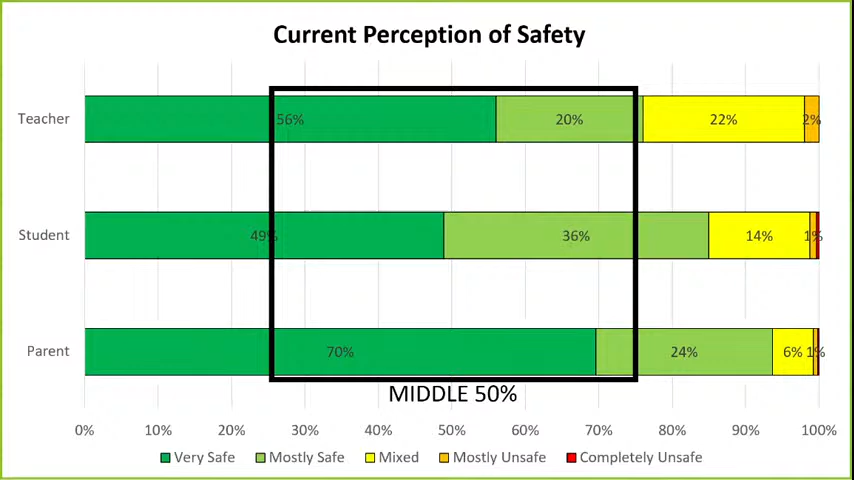 Current Perception of Safety
Teacher 56% 20% 22% 2%
Student 49% 36% 14% 1%
Parent 70% 24% 6% 1%
MIDDLE 50%
0% 10% 20% 30% 40% 50% 60% 70% 80% 90% 100%
Very Safe Mostly Safe Mixed Mostly Unsafe Completely Unsafe